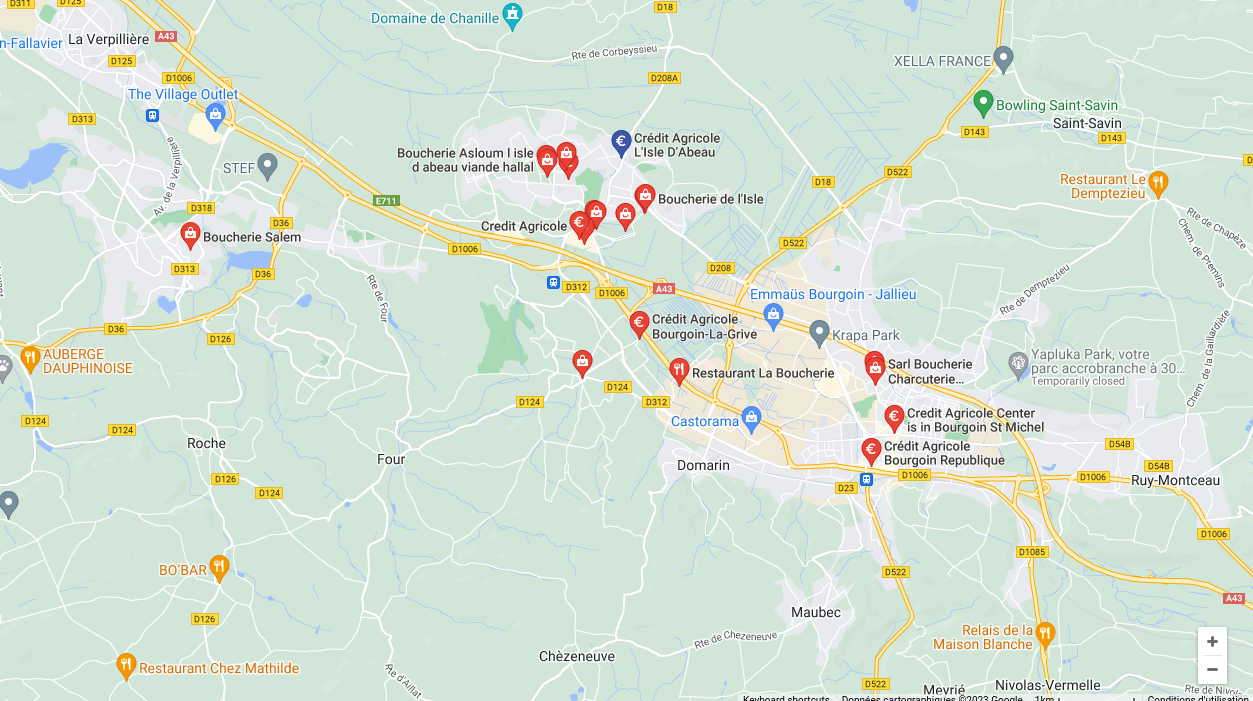 D311
D125
Domaine de Chanille
D18
La Verpillière
A43
n-Fallavier
Rte de Corbeyssieu
D125
XELLA FRANCE
D1006
D208A
The Village Outlet
Bowling Saint-Savin
D313
Saint-Savin
D143
D143
Crédit Agricole
L'Isle D'Abeau
Boucherie Asloum l isle
d abeau viande hallal
STEF
Av. de la Verpillière
D522
D18
Restaurant Le
Demptezieu
Boucherie de l'Isle
E711
D318
D36
Rte de Chapèze
Credit Agricole
Boucherie Salem
D1006
D522
Chem. de Premins
D313
D36
D208
Rte de Four
D312
D1006
A43
Emmaüs Bourgoin - Jallieu
Rte de Demptezieu
D36
Crédit Agricole
Bourgoin-La-Grive
Krapa Park
D126
Chem. de la Gaillardière
AUBERGE
DAUPHINOISE
Yapluka Park, votre
parc accrobranche à 30...
Temporarily closed
Sarl Boucherie
Charcuterie...
Restaurant La Boucherie
D124
D124
D312
D124
D124
Castorama
Credit Agricole Center
is in Bourgoin St Michel
Roche
D54B
Crédit Agricole
Bourgoin Republique
Four
Domarin
D54B
D126
D124
D23
D1006
D1006
Ruy-Montceau
D1006
D1085
BO'BAR
D522
A43
D126
Maubec
Relais de la
Maison Blanche
Rte de Chezeneuve
Chèzeneuve
Restaurant Chez Mathilde
Rte d'Aillat
D522
Meyrié
Nivolas-Vermelle
Rte de Nivolas
Keyboard shortcuts
Données cartographiques ©2023 Google
1km
Conditions d'utilisation